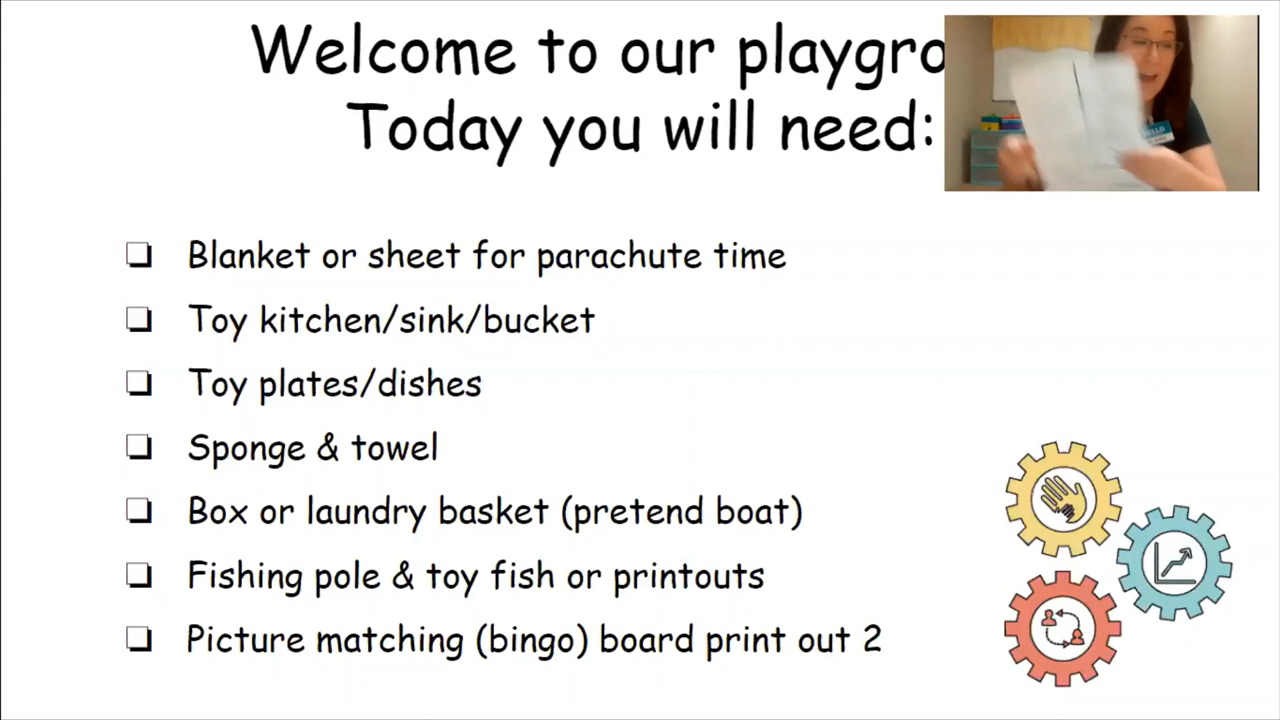 Welcome to our playgro
Today you will need:
HELLO
❏ Blanket or sheet for parachute time
❏ Toy kitchen/sink/bucket
❏ Toy plates/dishes
❏ Sponge & towel
❏ Box or laundry basket (pretend boat)
❏ Fishing pole & toy fish or printouts
❏ Picture matching (bingo) board print out 2